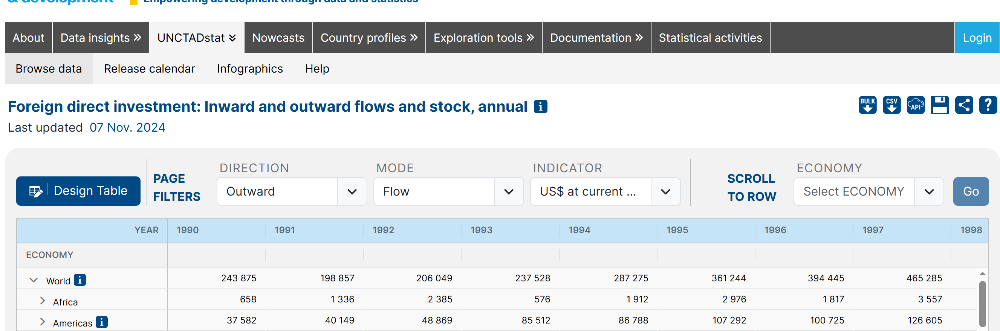 & development Empowering development through data and statistics
About Data insights » UNCTADstat Nowcasts Country profiles » Exploration tools » Documentation » Statistical activities Login
Browse data Release calendar Infographics Help
Foreign direct investment: Inward and outward flows and stock, annual i
BULK CSV API ?
Last updated 07 Nov. 2024
DIRECTION MODE INDICATOR ECONOMY
Design Table PAGE FILTERS Outward Flow US$ at current ... SCROLL TO ROW Select ECONOMY Go
YEAR 1990 1991 1992 1993 1994 1995 1996 1997 1998
ECONOMY
World i 243 875 198 857 206 049 237 528 287 275 361 244 394 445 465 285
Africa 658 1 336 2 385 576 1 912 2 976 1 817 3 557
Americas i 37 582 40 149 48 869 85 512 86 788 107 292 100 725 126 605